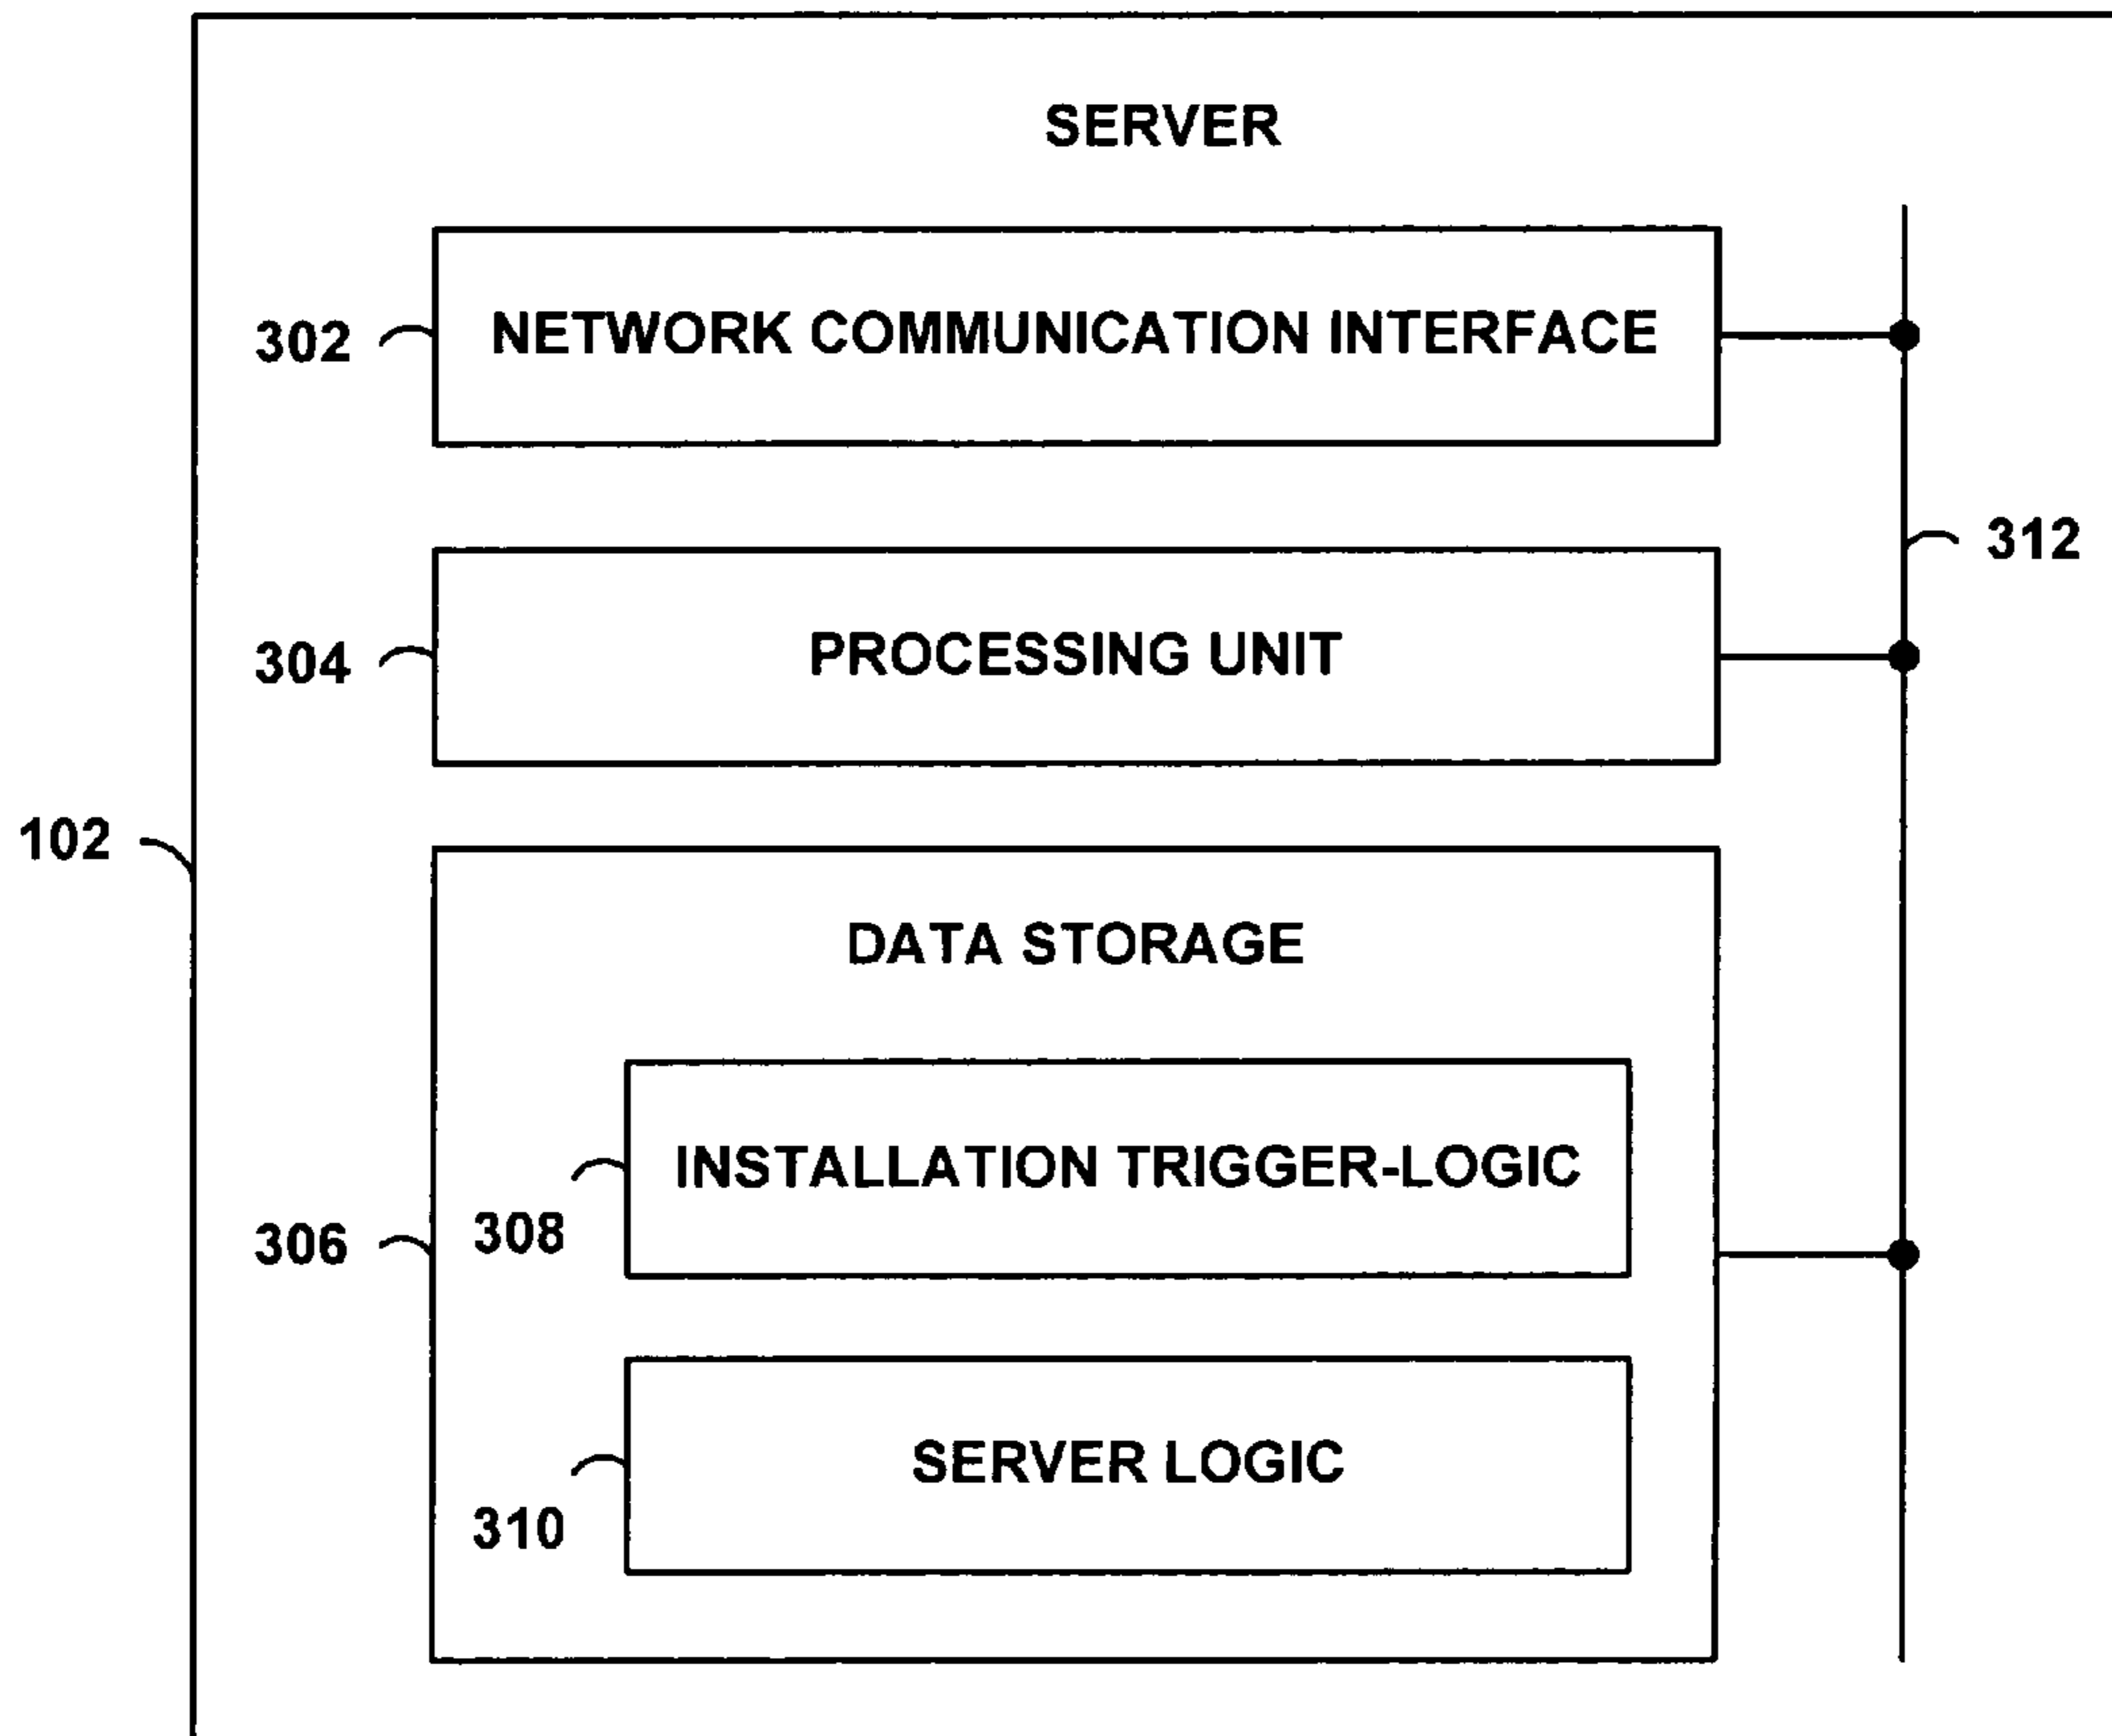 SERVER
302
NETWORK COMMUNICATION INTERFACE
312
304
PROCESSING UNIT
102
DATA STORAGE
INSTALLATION TRIGGER-LOGIC
308
306
SERVER LOGIC
310